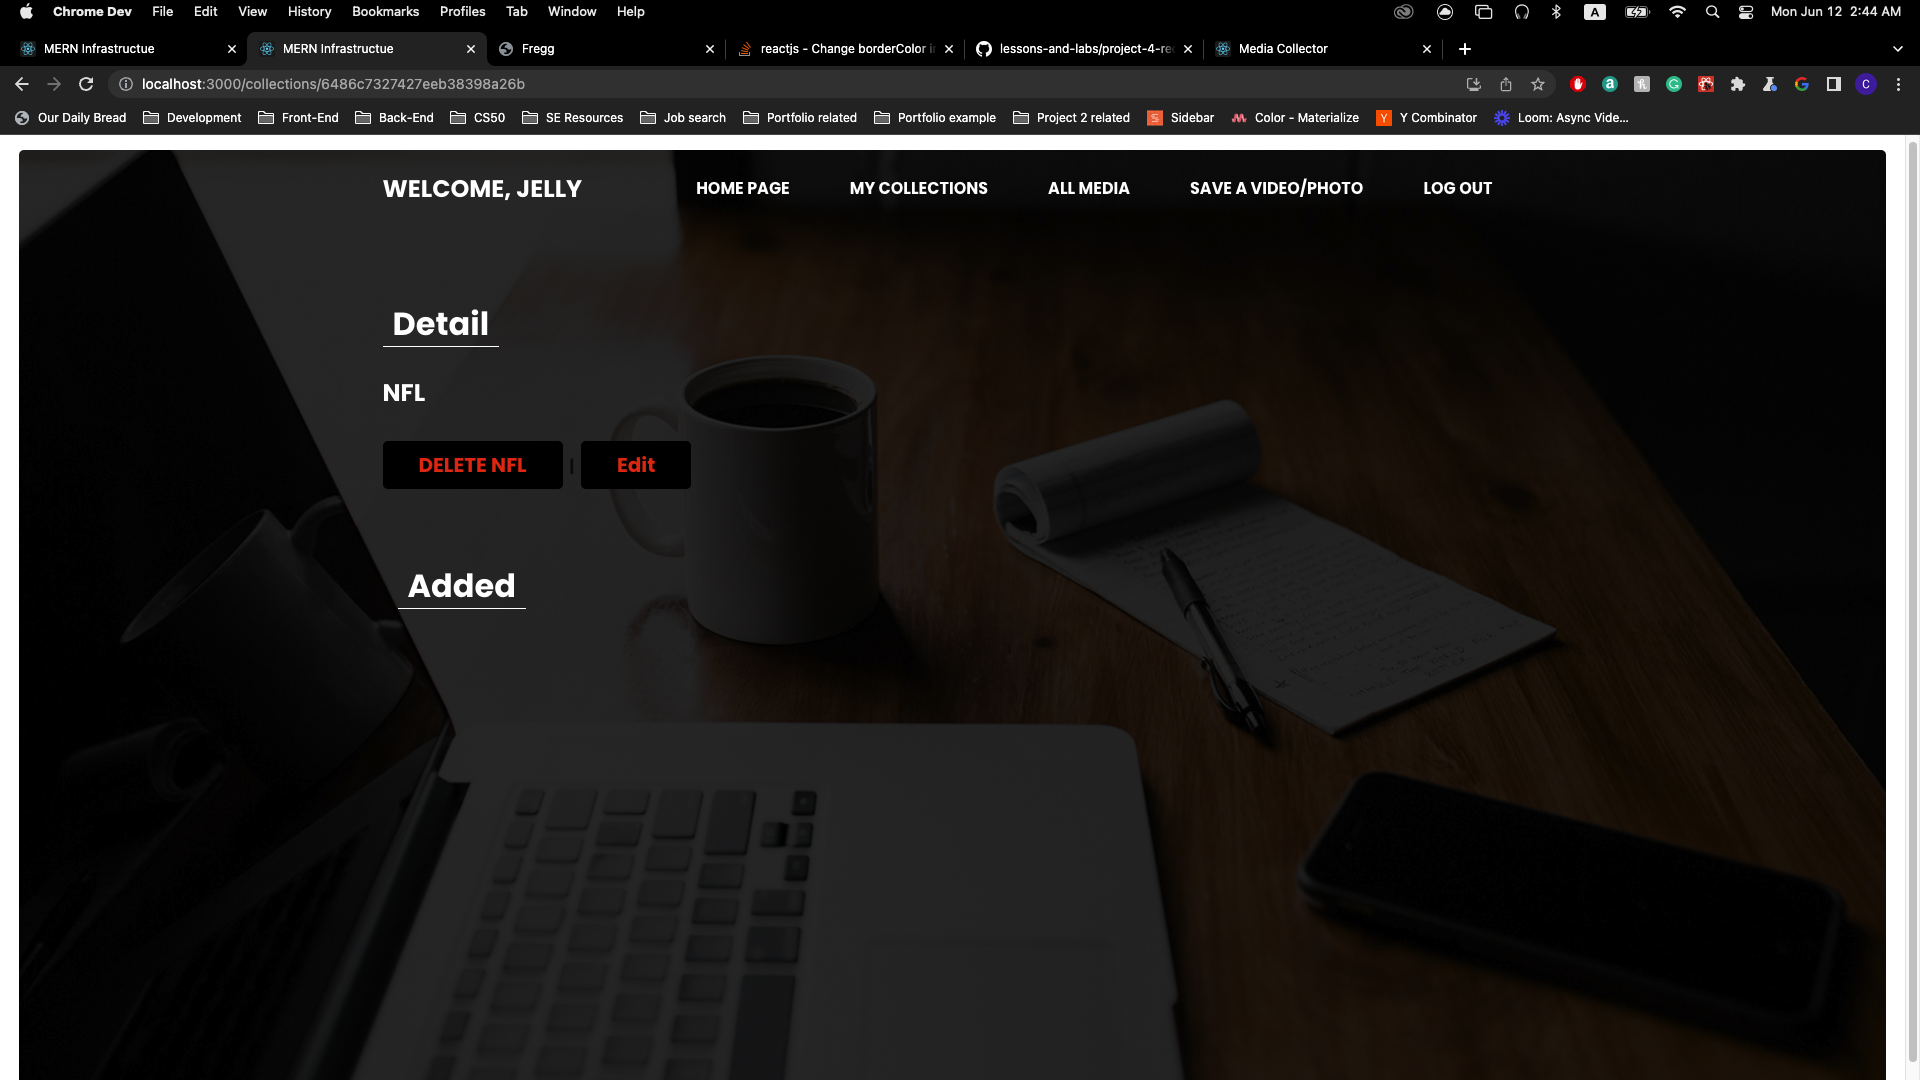 Chrome Dev File Edit View History Bookmarks Profiles Tab Window Help A Mon Jun 12 2:44 AM
MERN Infrastructue MERN Infrastructue Fregg reactjs - Change borderColor i lessons-and-labs/project-4-re Media Collector
localhost:3000/collections/6486c7327427eeb38398a26b C
Our Daily Bread Development Front-End Back-End CS50 SE Resources Job search Portfolio related Portfolio example Project 2 related Sidebar Color - Materialize Y Combinator Loom: Async Vide...
WELCOME, JELLY HOME PAGE MY COLLECTIONS ALL MEDIA SAVE A VIDEO/PHOTO LOG OUT
Detail
NFL
DELETE NFL | Edit
Added